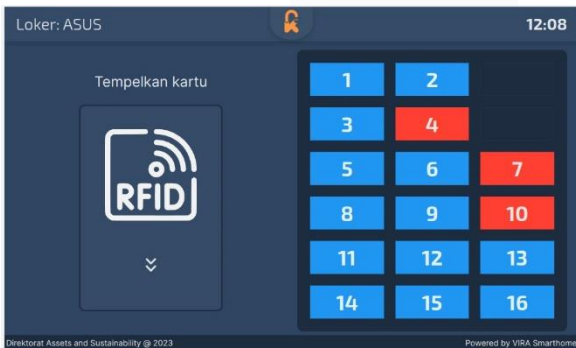 Loker: ASUS
12:08
Tempelkan kartu
RFID
1 2
3 4
5 6 7
8 9 10
11 12 13
14 15 16
Direktorat Assets and Sustainability @ 2023
Powered by VIRA Smarthome